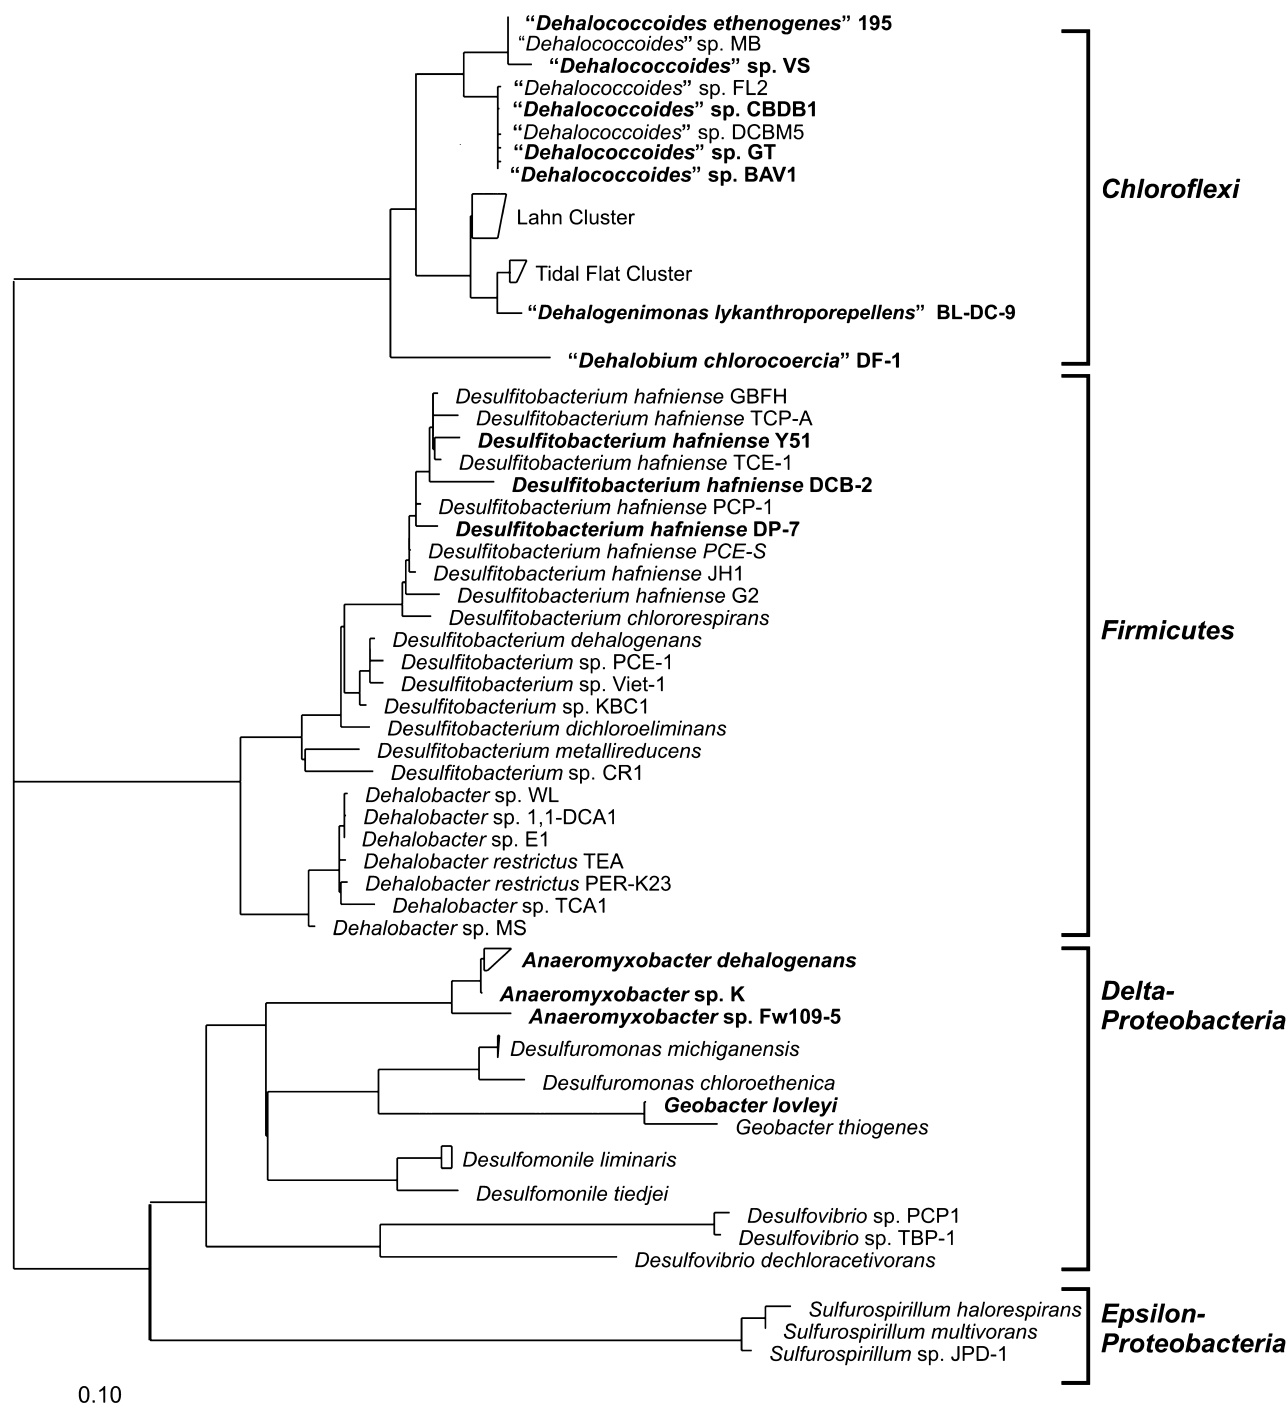 “Dehalococcoides ethenogenes” 195
“Dehalococcoides” sp. MB
“Dehalococcoides” sp. VS
“Dehalococcoides” sp. FL2
“Dehalococcoides” sp. CBDB1
“Dehalococcoides” sp. DCBM5
“Dehalococcoides” sp. GT
“Dehalococcoides” sp. BAV1
Chloroflexi
Lahn Cluster
Tidal Flat Cluster
“Dehalogenimonas lykanthroporepellens” BL-DC-9
“Dehalobium chlorocoercia” DF-1
Desulfitobacterium hafniense GBFH
Desulfitobacterium hafniense TCP-A
Desulfitobacterium hafniense Y51
Desulfitobacterium hafniense TCE-1
Desulfitobacterium hafniense DCB-2
Desulfitobacterium hafniense PCP-1
Desulfitobacterium hafniense DP-7
Desulfitobacterium hafniense PCE-S
Desulfitobacterium hafniense JH1
Desulfitobacterium hafniense G2
Desulfitobacterium chlororespirans
Firmicutes
Desulfitobacterium dehalogenans
Desulfitobacterium sp. PCE-1
Desulfitobacterium sp. Viet-1
Desulfitobacterium sp. KBC1
Desulfitobacterium dichloroeliminans
Desulfitobacterium metallireducens
Desulfitobacterium sp. CR1
Dehalobacter sp. WL
Dehalobacter sp. 1,1-DCA1
Dehalobacter sp. E1
Dehalobacter restrictus TEA
Dehalobacter restrictus PER-K23
Dehalobacter sp. TCA1
Dehalobacter sp. MS
Anaeromyxobacter dehalogenans
Anaeromyxobacter sp. K
Anaeromyxobacter sp. Fw109-5
Delta-
Proteobacteria
Desulfuromonas michiganensis
Desulfuromonas chloroethenica
Geobacter lovleyi
Geobacter thiogenes
Desulfomonile liminaris
Desulfomonile tiedjei
Desulfovibrio sp. PCP1
Desulfovibrio sp. TBP-1
Desulfovibrio dechloracetivorans
Sulfurospirillum halorespirans
Sulfurospirillum multivorans
Sulfurospirillum sp. JPD-1
Epsilon-
Proteobacteria
0.10